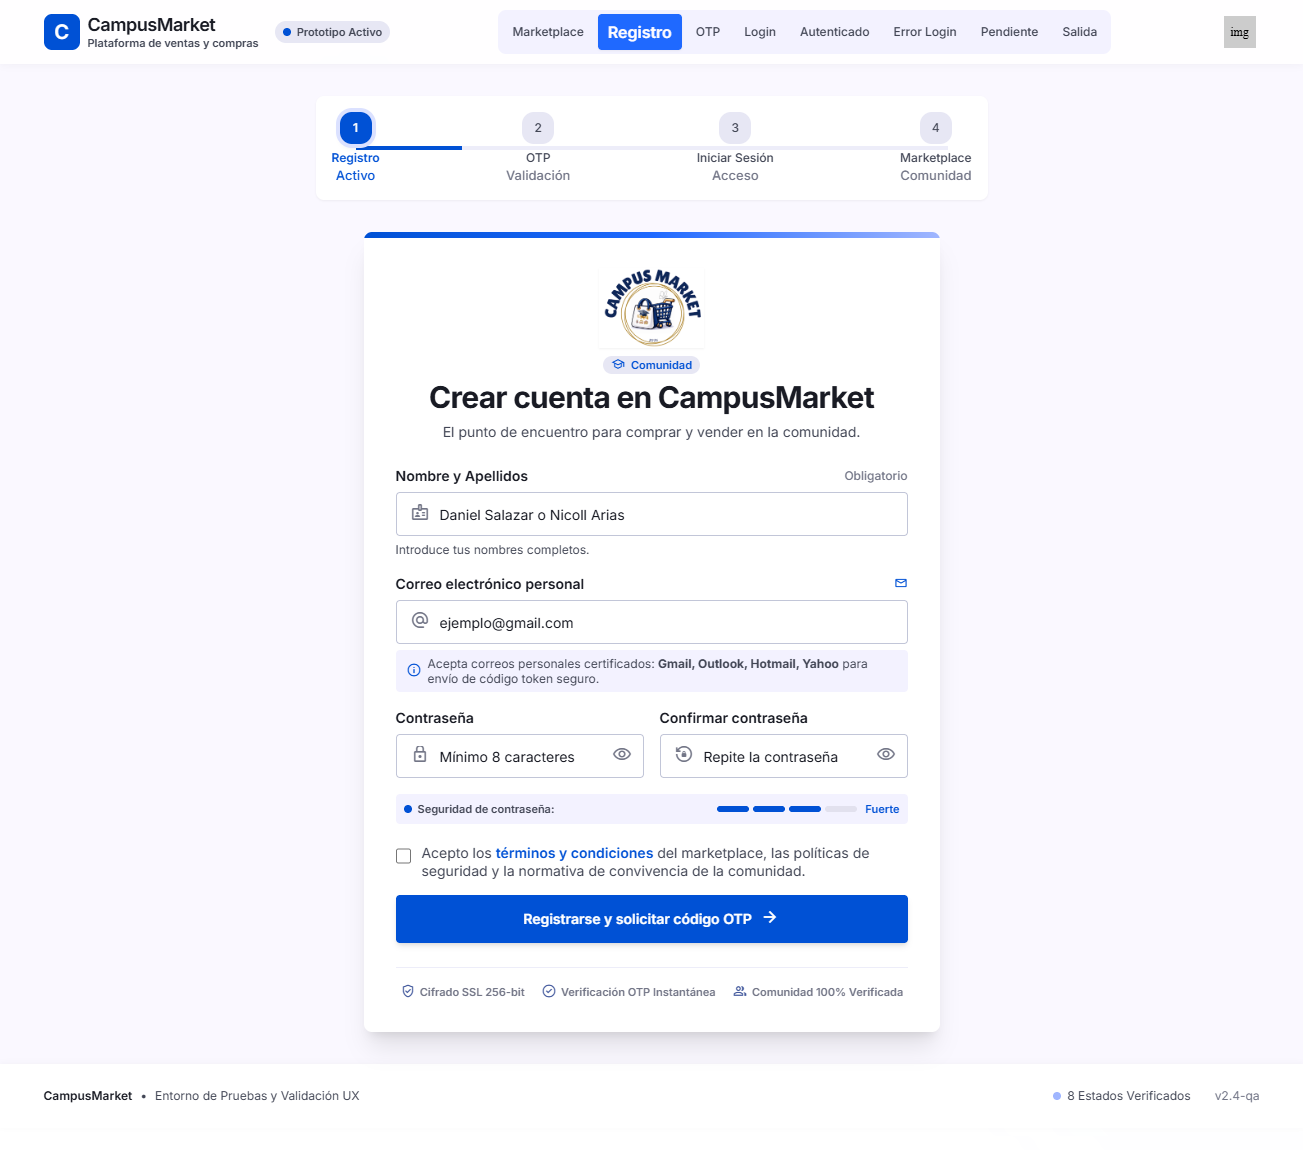 C
CampusMarket
Plataforma de ventas y compras
Prototipo Activo
Marketplace
Registro
OTP
Login
Autenticado
Error Login
Pendiente
Salida
img
1
Registro
Activo
2
OTP
Validación
3
Iniciar Sesión
Acceso
4
Marketplace
Comunidad
CAMPUS MARKET
Comunidad
Crear cuenta en CampusMarket
El punto de encuentro para comprar y vender en la comunidad.
Nombre y Apellidos
Obligatorio
Daniel Salazar o Nicoll Arias
Introduce tus nombres completos.
Correo electrónico personal
ejemplo@gmail.com
Acepta correos personales certificados: Gmail, Outlook, Hotmail, Yahoo para
envío de código token seguro.
Contraseña
Mínimo 8 caracteres
Confirmar contraseña
Repite la contraseña
Seguridad de contraseña:
Fuerte
Acepto los términos y condiciones del marketplace, las políticas de
seguridad y la normativa de convivencia de la comunidad.
Registrarse y solicitar código OTP
Cifrado SSL 256-bit
Verificación OTP Instantánea
Comunidad 100% Verificada
CampusMarket • Entorno de Pruebas y Validación UX
8 Estados Verificados
v2.4-qa